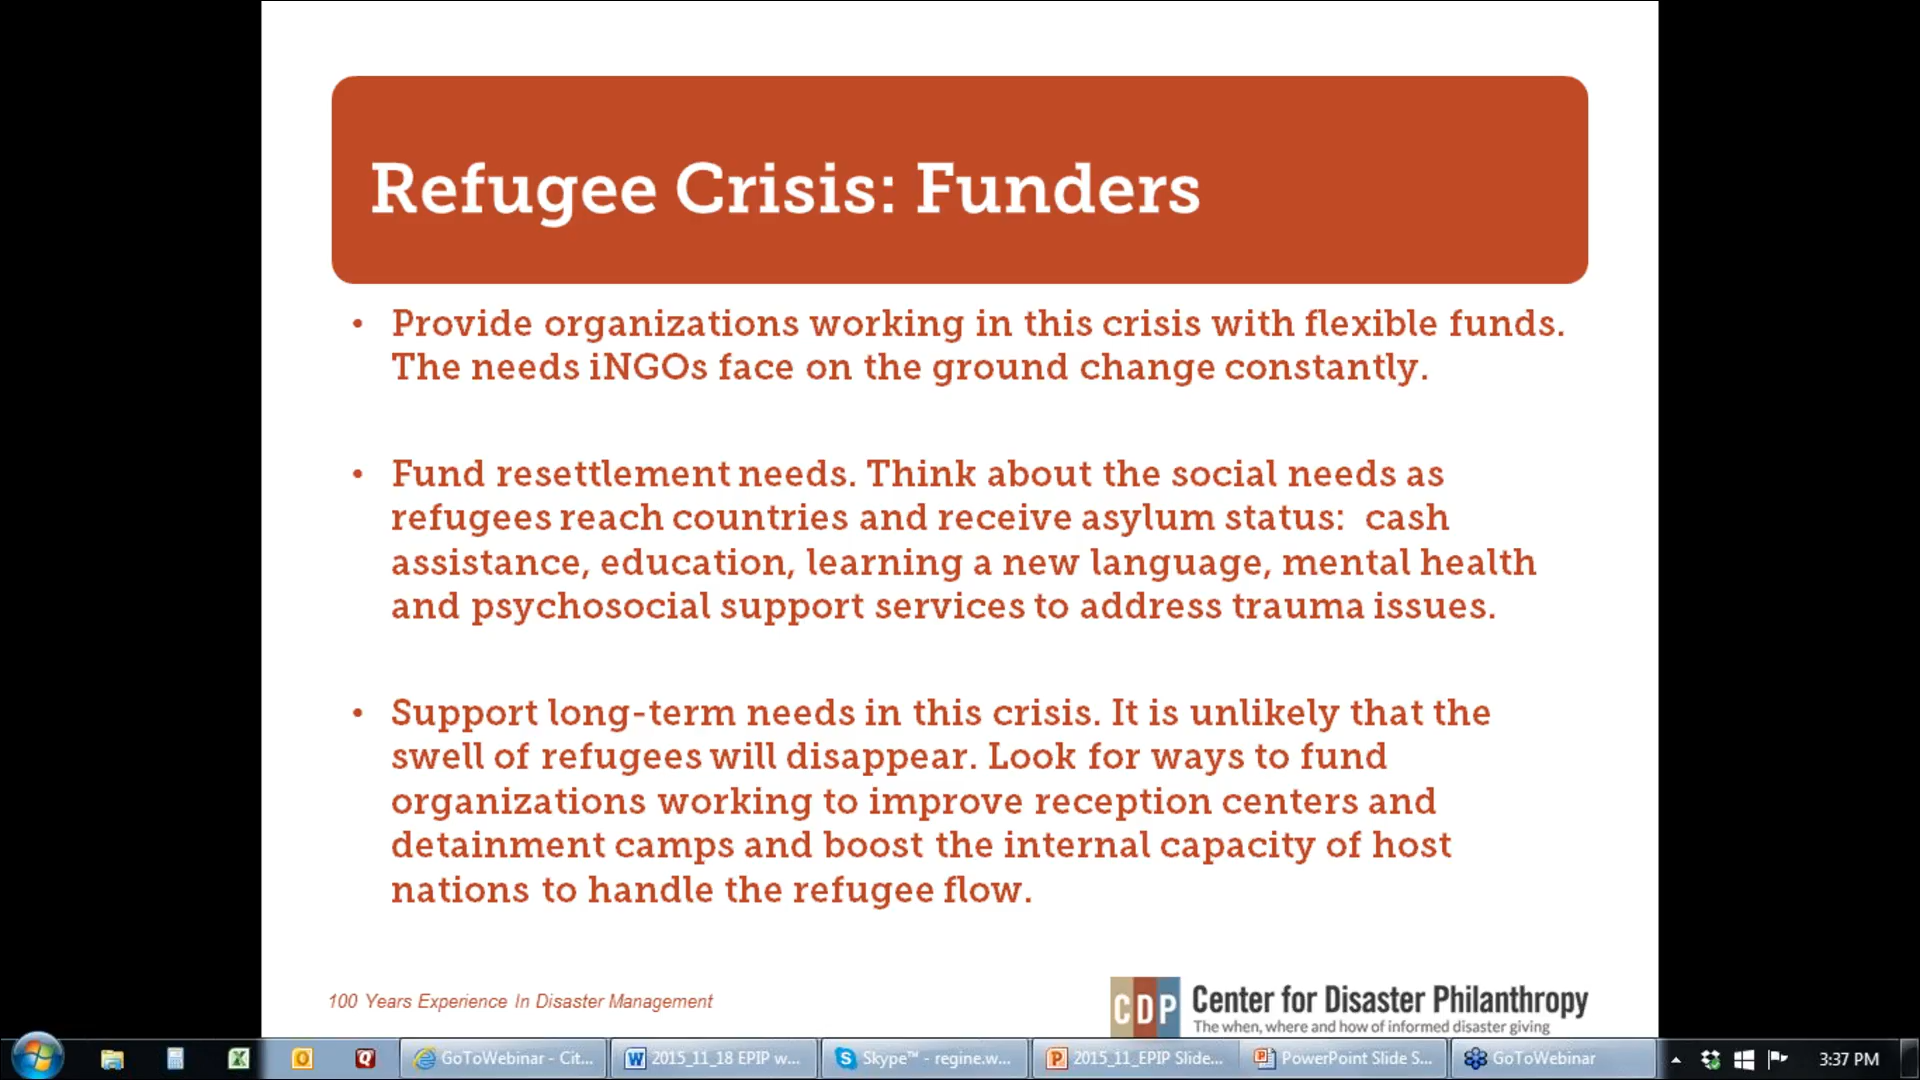 Refugee Crisis: Funders
• Provide organizations working in this crisis with flexible funds.
The needs iNGOs face on the ground change constantly.
• Fund resettlement needs. Think about the social needs as
refugees reach countries and receive asylum status: cash
assistance, education, learning a new language, mental health
and psychosocial support services to address trauma issues.
• Support long-term needs in this crisis. It is unlikely that the
swell of refugees will disappear. Look for ways to fund
organizations working to improve reception centers and
detainment camps and boost the internal capacity of host
nations to handle the refugee flow.
100 Years Experience In Disaster Management
CDP Center for Disaster Philanthropy
The when, where and how of informed disaster giving
GoToWebinar - Cit... 2015_11_18 EPIP w... Skype™ - regine.w... 2015_11_EPIP Slide... PowerPoint Slide S... GoToWebinar 3:37 PM